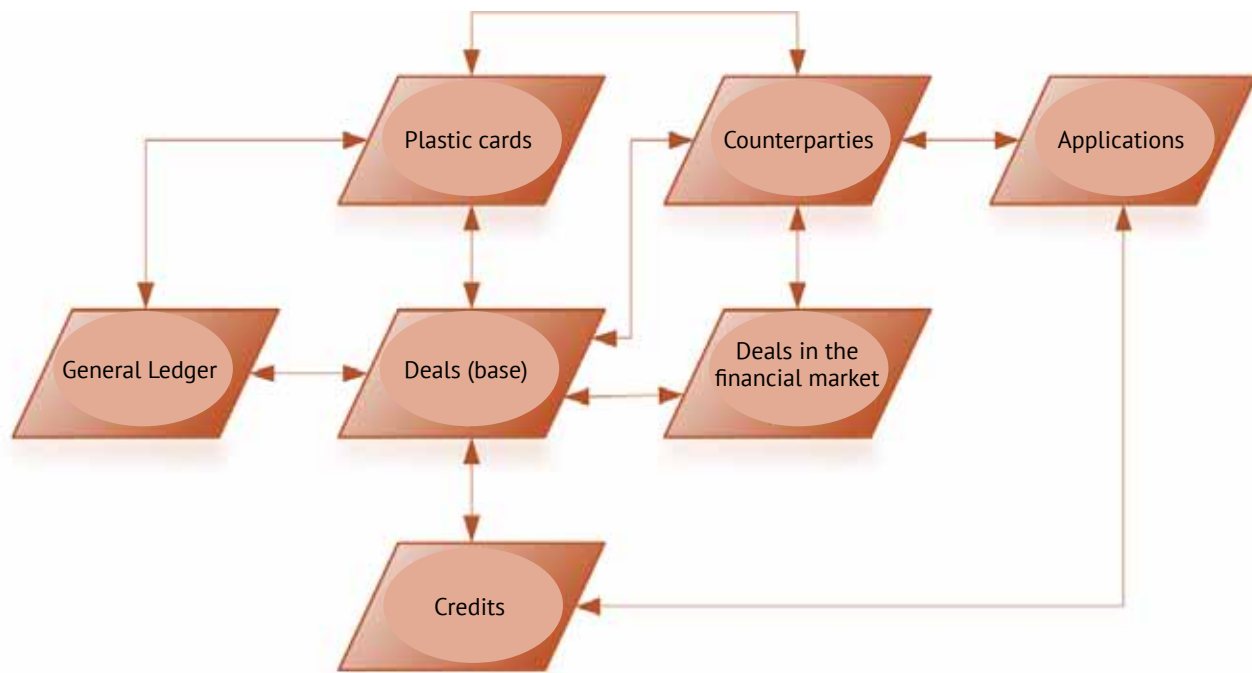 Plastic cards
Counterparties
Applications
General Ledger
Deals (base)
Deals in the
financial market
Credits